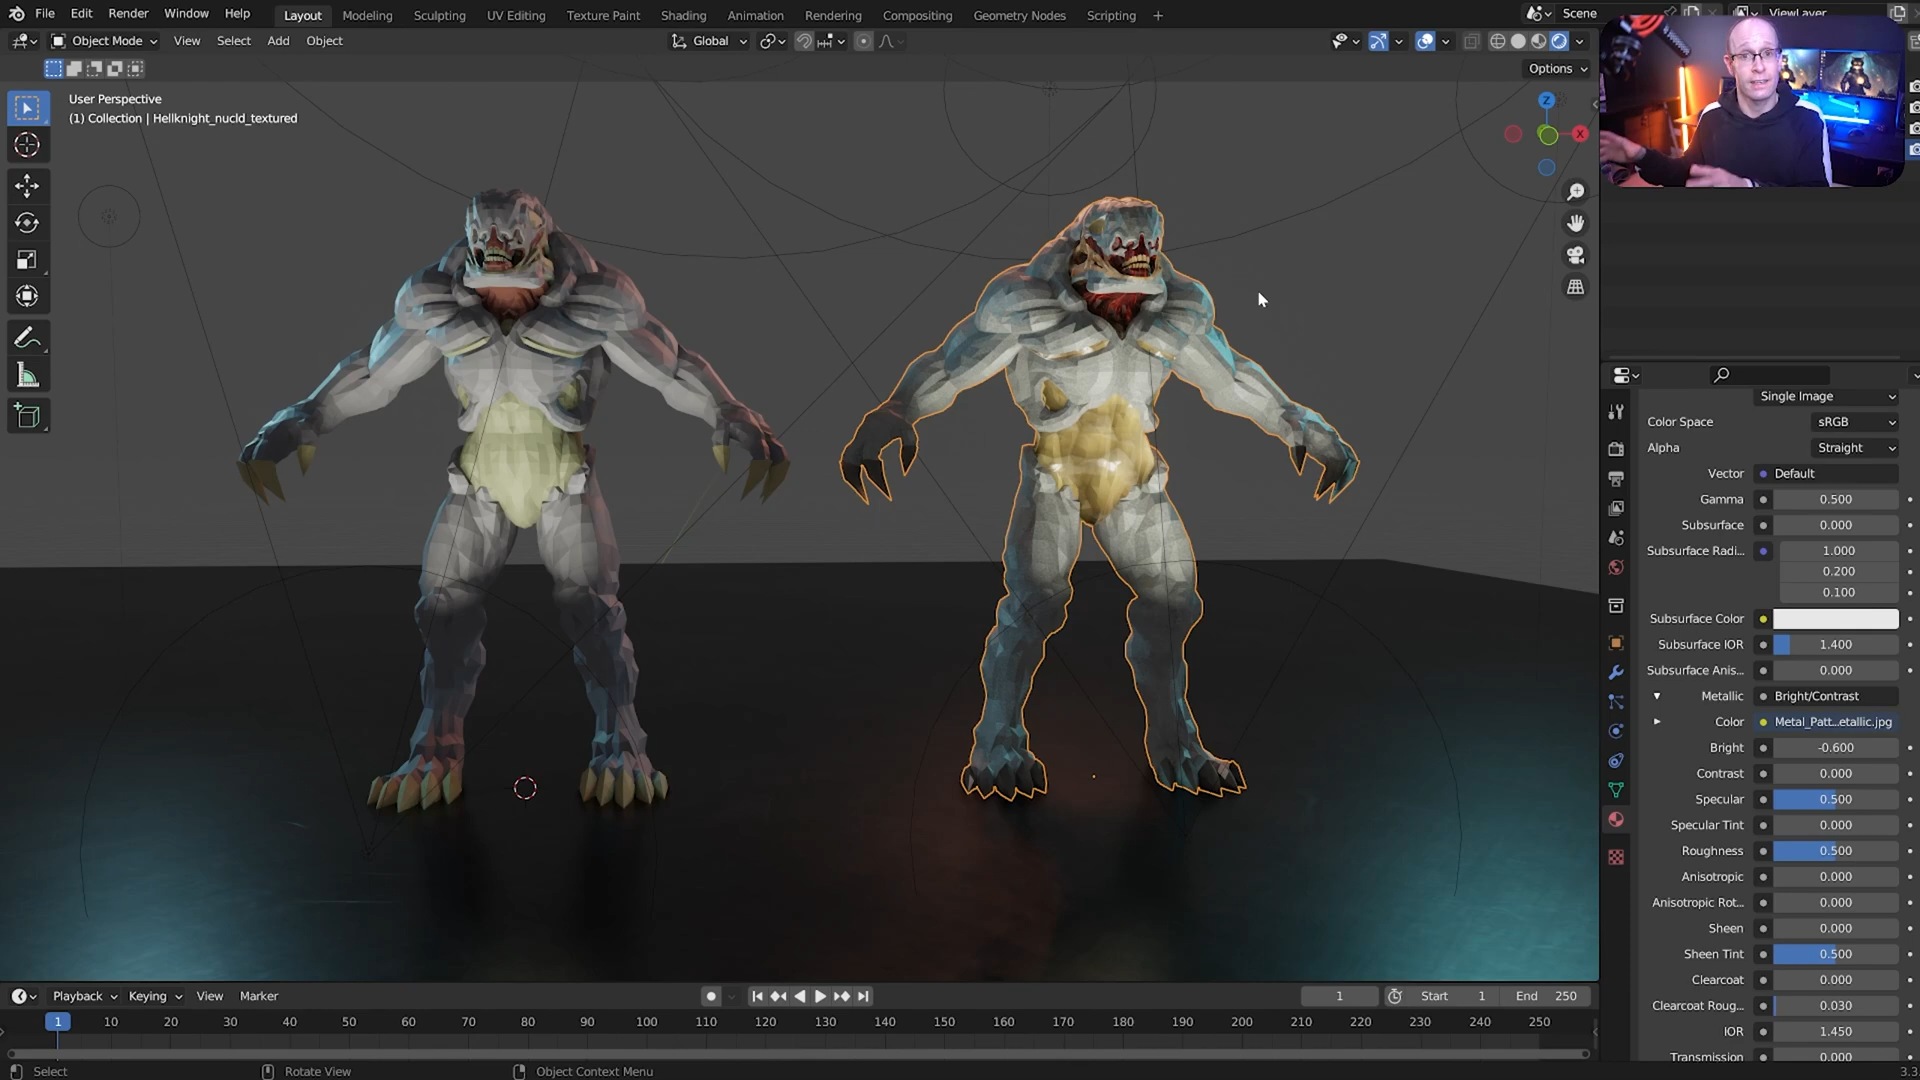 File Edit Render Window Help Layout Modeling Sculpting UV Editing Texture Paint Shading Animation Rendering Compositing Geometry Nodes Scripting + Scene ViewLayer
Object Mode View Select Add Object Global
Options
User Perspective
(1) Collection | Hellknight_nucld_textured
Z
X
Single Image
Color Space sRGB
Alpha Straight
Vector Default
Gamma 0.500
Subsurface 0.000
Subsurface Radi... 1.000
0.200
0.100
Subsurface Color
Subsurface IOR 1.400
Subsurface Anis... 0.000
Metallic Bright/Contrast
Color Metal_Patt...etallic.jpg
Bright -0.600
Contrast 0.000
Specular 0.500
Specular Tint 0.000
Roughness 0.500
Anisotropic 0.000
Anisotropic Rot... 0.000
Sheen 0.000
Sheen Tint 0.500
Clearcoat 0.000
Clearcoat Roug... 0.030
IOR 1.450
Transmission 0.000
Playback Keying View Marker 1 Start 1 End 250
1 10 20 30 40 50 60 70 80 90 100 110 120 130 140 150 160 170 180 190 200 210 220 230 240 250
Select Rotate View Object Context Menu 3.3